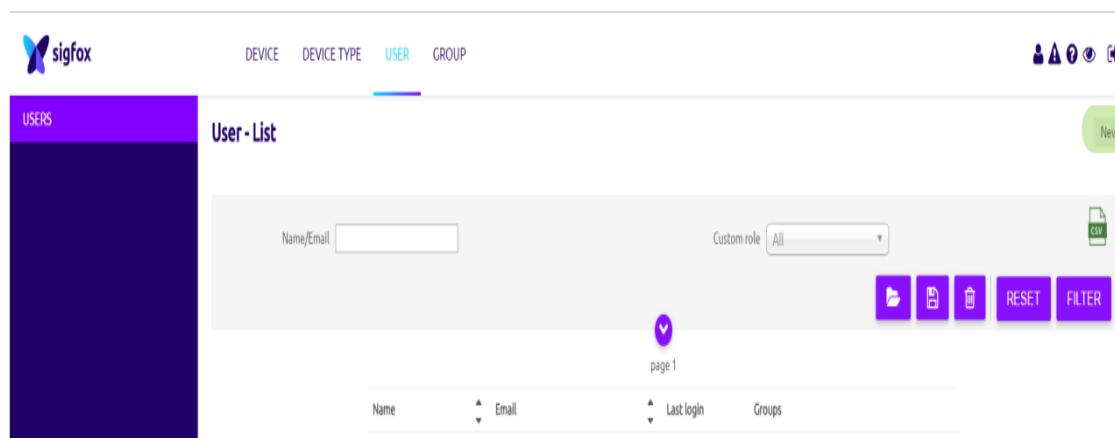 sigfox
DEVICE DEVICE TYPE USER GROUP
USERS
User - List
New
Name/Email
Custom role All
CSV
RESET FILTER
page 1
Name Email Last login Groups